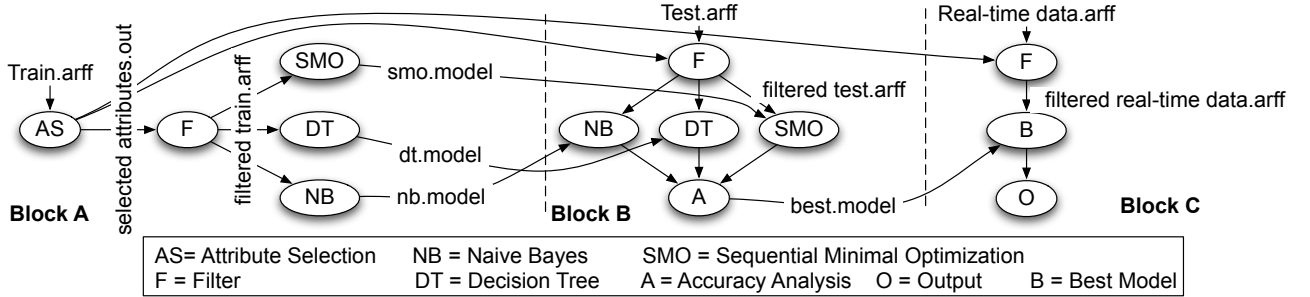 Test.arff
Real-time data.arff
Train.arff
selected attributes.out
filtered train.arff
SMO
smo.model
F
filtered test.arff
F
filtered real-time data.arff
AS
F
DT
dt.model
NB
DT
SMO
B
NB
nb.model
A
best.model
O
Block A
Block B
Block C
AS= Attribute Selection NB = Naive Bayes SMO = Sequential Minimal Optimization
F = Filter DT = Decision Tree A = Accuracy Analysis O = Output B = Best Model